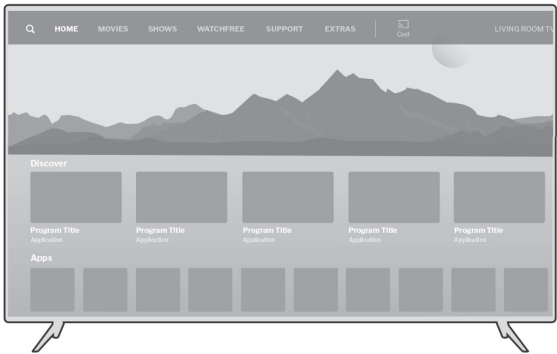 HOME MOVIES SHOWS WATCHFREE SUPPORT EXTRAS Cast LIVING ROOM TV
Discover
Program Title Program Title Program Title Program Title Program Title
Application Application Application Application Application
Apps